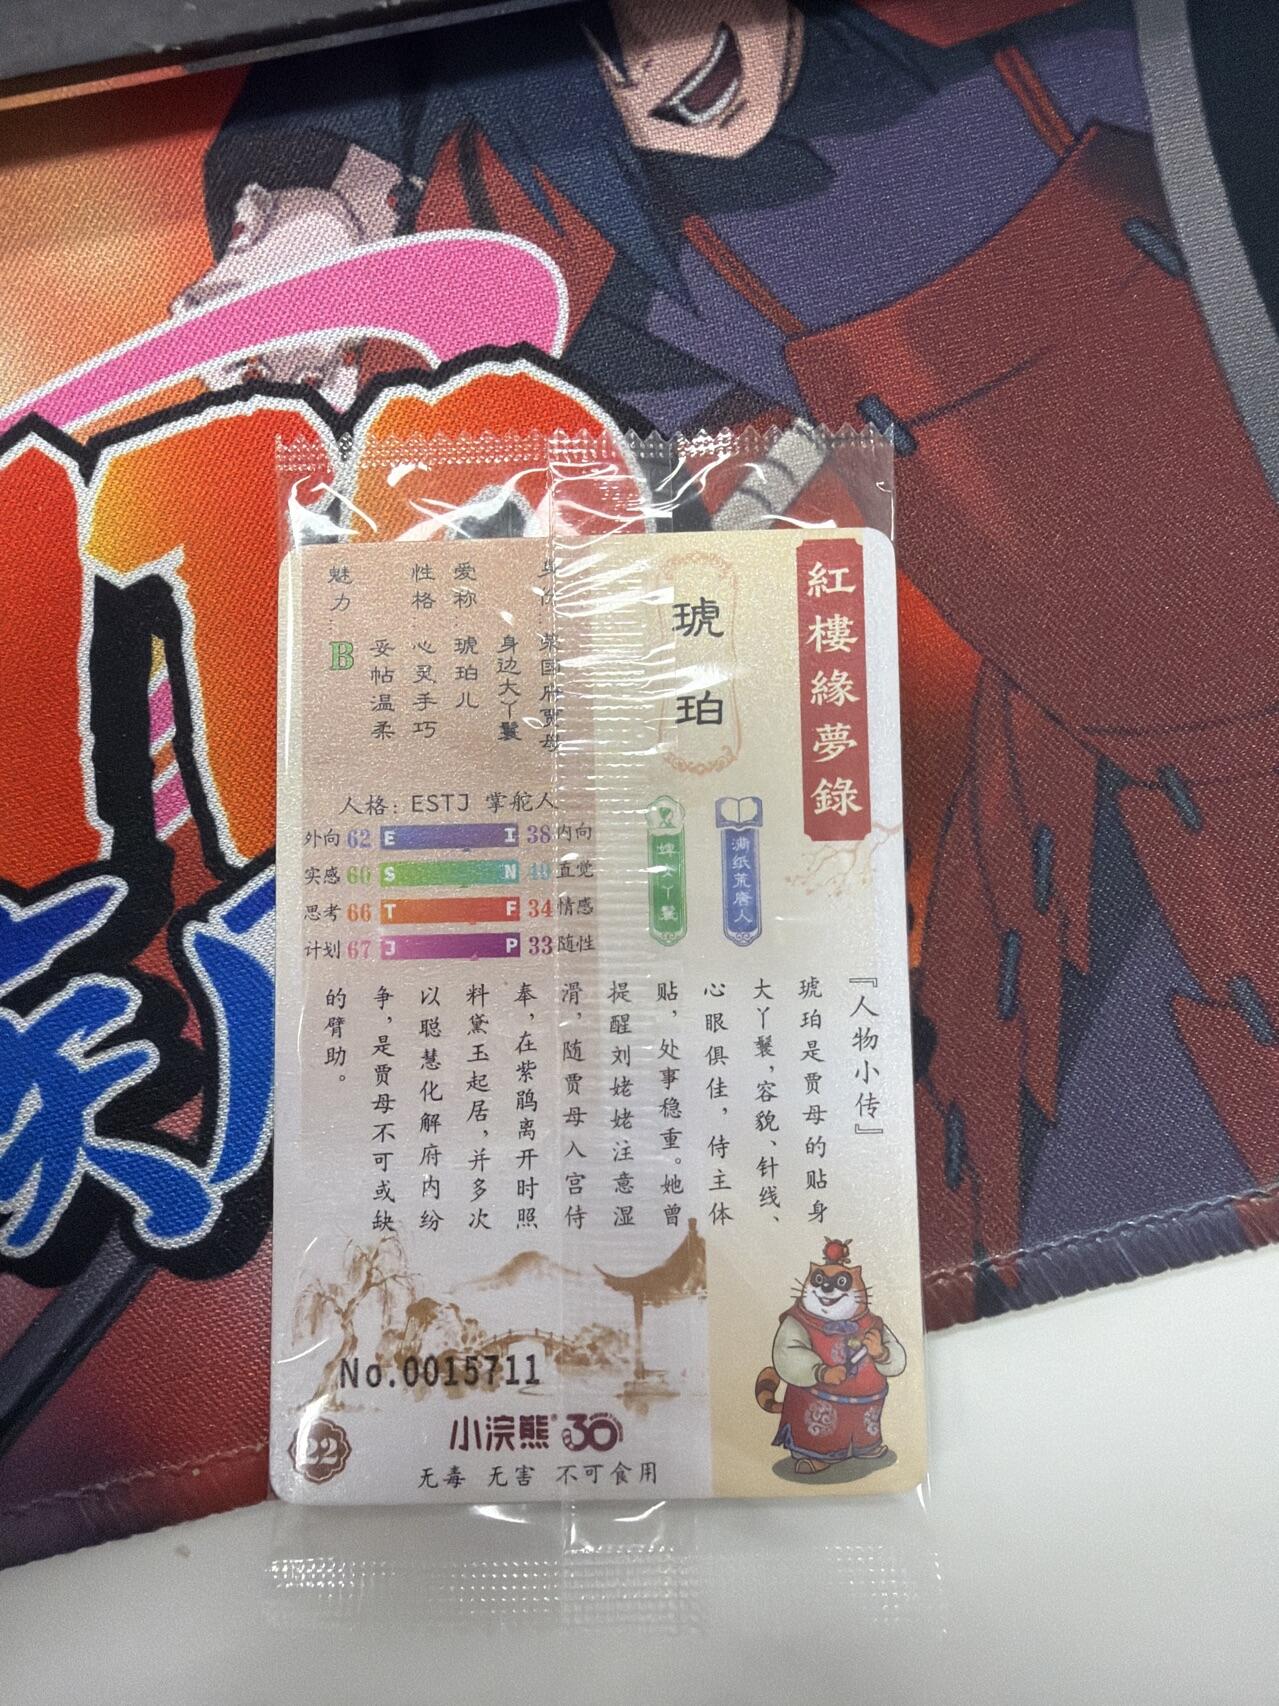 紅樓緣夢錄
琥珀
身份:荣国府贾母
身边大丫鬟
爱称:琥珀儿
性格:心灵手巧
妥帖温柔
魅力:B
满纸荒唐人
婢 大丫鬟
人格:ESTJ 掌舵人
外向 62 E I 38 内向
实感 60 S N 40 直觉
思考 66 T F 34 情感
计划 67 J P 33 随性
『人物小传』
琥珀是贾母的贴身
大丫鬟,容貌、针线、
心眼俱佳,侍主体
贴,处事稳重。她曾
提醒刘姥姥注意湿
滑,随贾母入宫侍
奉,在紫鹃离开时照
料黛玉起居,并多次
以聪慧化解府内纷
争,是贾母不可或缺
的臂助。
No.0015711
22
小浣熊® 30
无毒 无害 不可食用